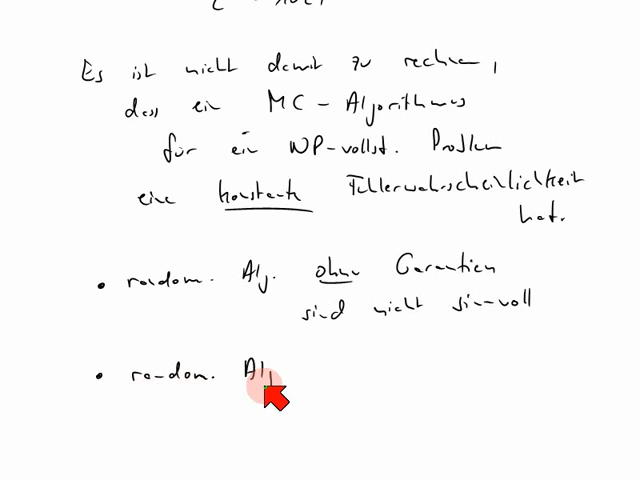 Es ist nicht damit zu rechnen,
dass ein MC - Algorithmus
für ein NP-vollst. Problem
eine konstante Fehlerwahrscheinlichkeit
hat.
• random. Alg. ohne Garantien
sind nicht sinnvoll
• random. Al